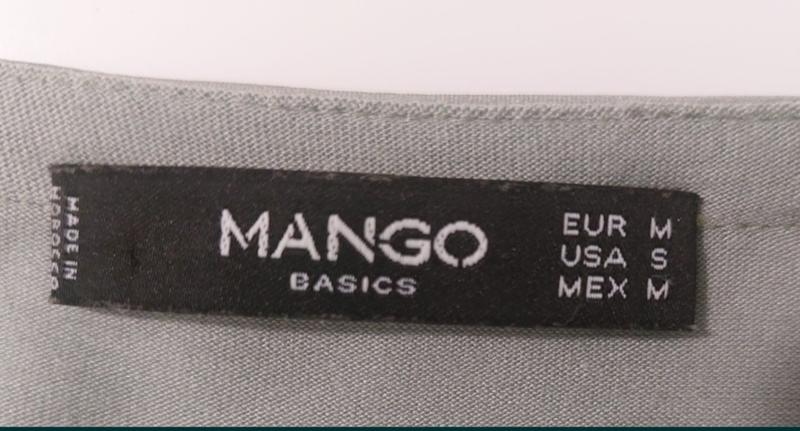 MADE IN
MOROCCO
MANGO
BASICS
EUR M
USA S
MEX M